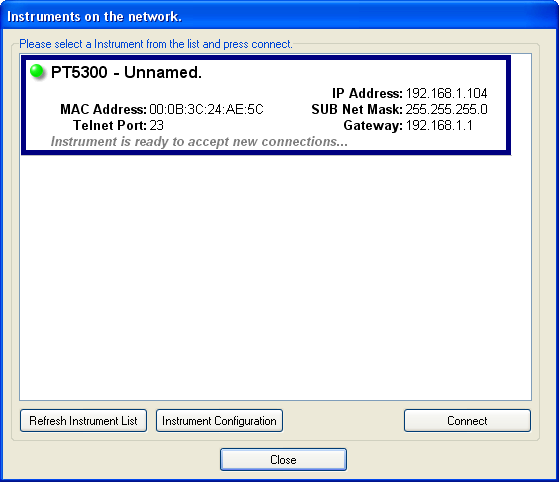 Instruments on the network.
Please select a Instrument from the list and press connect.
PT5300 - Unnamed.
IP Address: 192.168.1.104
MAC Address: 00:0B:3C:24:AE:5C SUB Net Mask: 255.255.255.0
Telnet Port: 23 Gateway: 192.168.1.1
Instrument is ready to accept new connections...
Refresh Instrument List Instrument Configuration Connect
Close